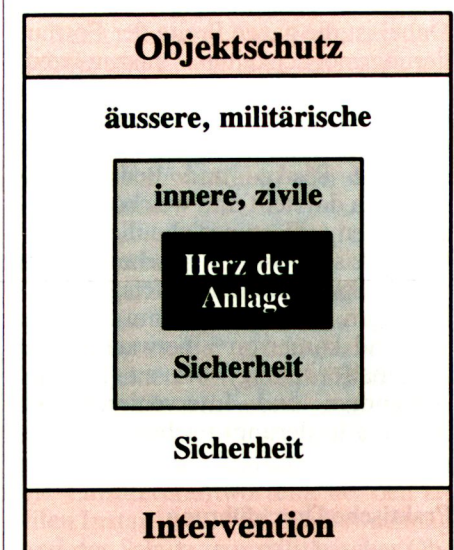 Objektschutz
äussere, militärische
innere, zivile
Herz der
Anlage
Sicherheit
Sicherheit
Intervention